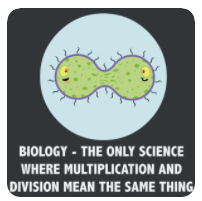 BIOLOGY - THE ONLY SCIENCE
WHERE MULTIPLICATION AND
DIVISION MEAN THE SAME THING